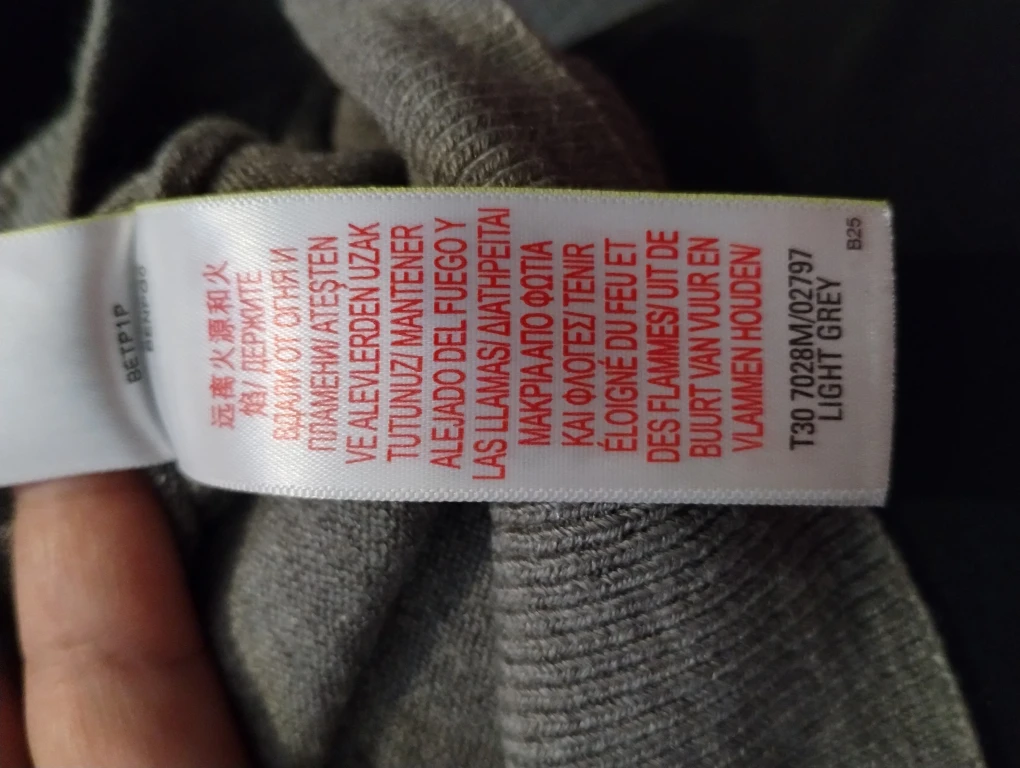 远离火源和火
焰/ ДЕРЖИТЕ
ВДАЛИ ОТ ОГНЯ И
ПЛАМЕНИ ATEŞTEN
VE ALEVLERDEN UZAK
TUTUNUZ/ MANTENER
ALEJADO DEL FUEGO Y
LAS LLAMAS/ ΔΙΑΤΗΡΕΙΤΑΙ
ΜΑΚΡΙΑ ΑΠΟ ΦΩΤΙΑ
ΚΑΙ ΦΛΟΓΕΣ/ TENIR
ÉLOIGNÉ DU FEU ET
DES FLAMMES/ UIT DE
BUURT VAN VUUR EN
VLAMMEN HOUDEN
T30 7028M/02797
LIGHT GREY
B25
BETP1P